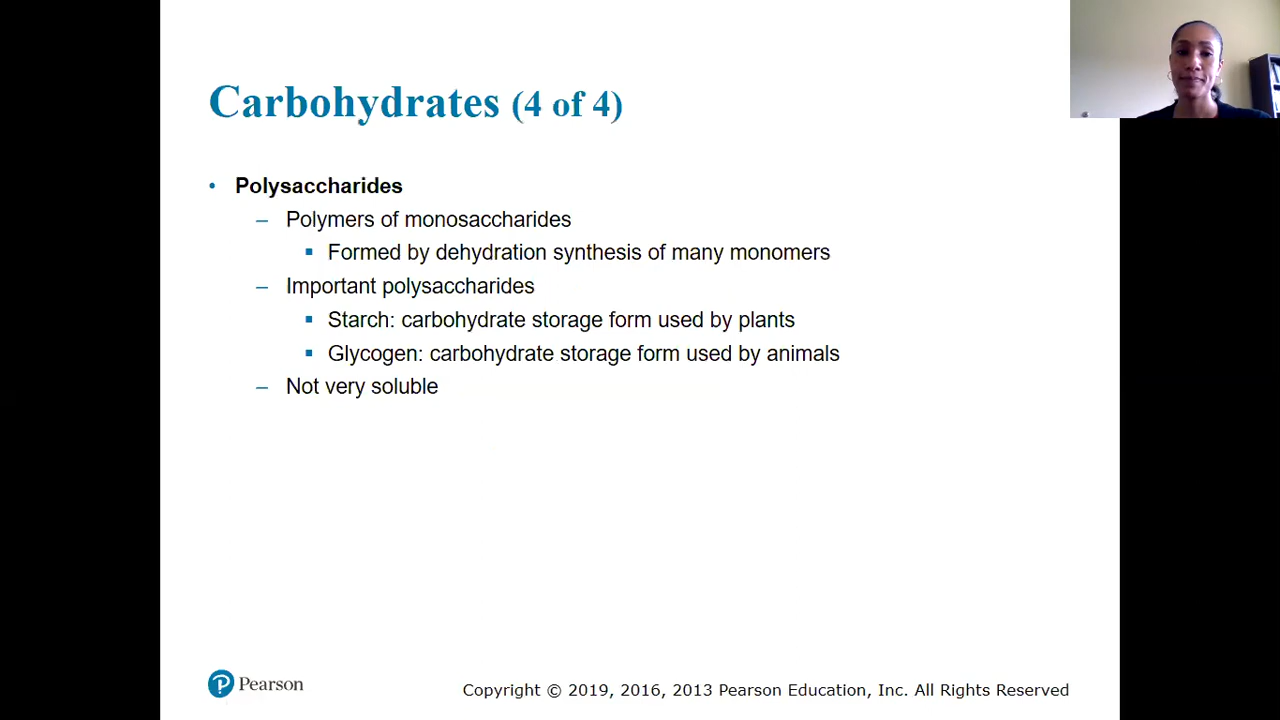 Carbohydrates (4 of 4)
• Polysaccharides
– Polymers of monosaccharides
▪ Formed by dehydration synthesis of many monomers
– Important polysaccharides
▪ Starch: carbohydrate storage form used by plants
▪ Glycogen: carbohydrate storage form used by animals
– Not very soluble
Pearson
Copyright © 2019, 2016, 2013 Pearson Education, Inc. All Rights Reserved